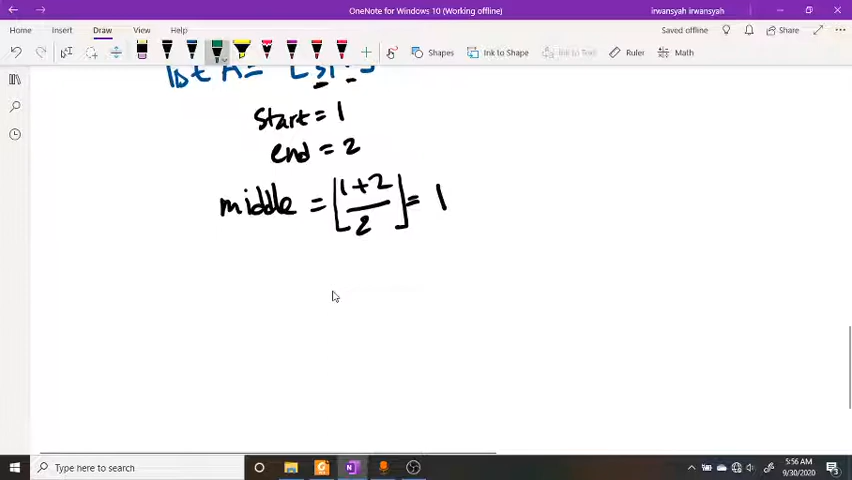 OneNote for Windows 10 (Working offline)
irwansyah irwansyah
Home Insert Draw View Help
Saved offline Share
Shapes Ink to Shape Ink to Text Ruler Math
list A =
start = 1
end = 2
middle = ⌊1+2/2⌋ = 1
Type here to search
5:56 AM
9/30/2020
3